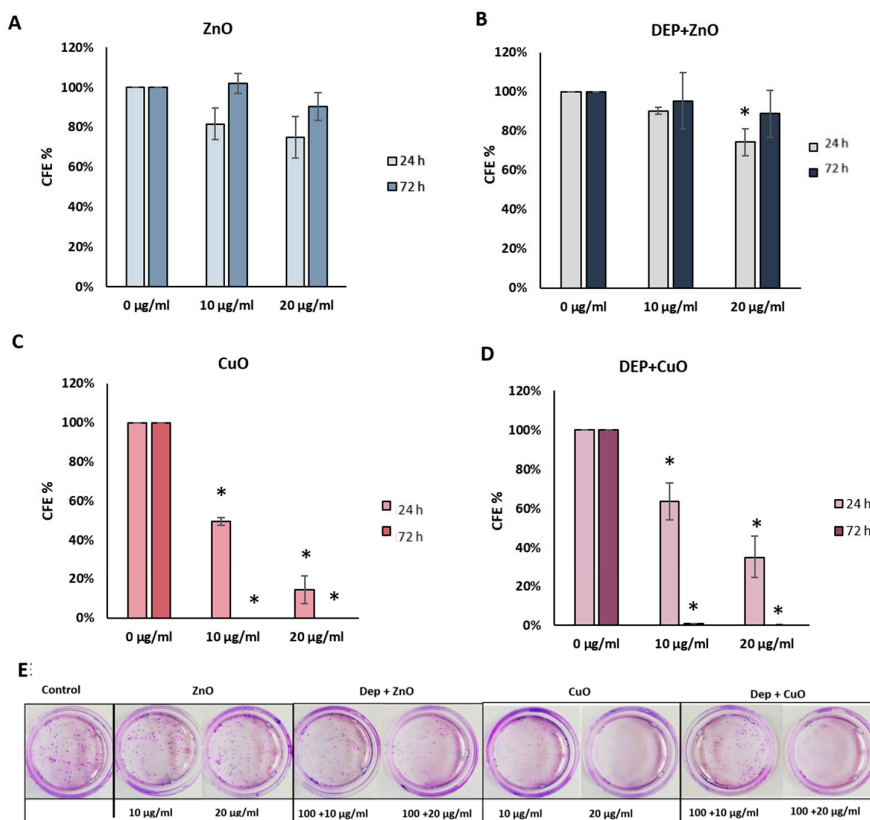 A
ZnO
120%
100%
80%
60%
40%
20%
0%
CFE %
0 µg/ml 10 µg/ml 20 µg/ml
24 h
72 h
B
DEP+ZnO
120%
100%
80%
60%
40%
20%
0%
CFE %
*
0 µg/ml 10 µg/ml 20 µg/ml
24 h
72 h
C
CuO
120%
100%
80%
60%
40%
20%
0%
CFE %
*
*
*
*
0 µg/ml 10 µg/ml 20 µg/ml
24 h
72 h
D
DEP+CuO
120%
100%
80%
60%
40%
20%
0%
CFE %
*
*
*
*
0 µg/ml 10 µg/ml 20 µg/ml
24 h
72 h
E
Control ZnO Dep + ZnO CuO Dep + CuO
10 µg/ml 20 µg/ml 100 +10 µg/ml 100 +20 µg/ml 10 µg/ml 20 µg/ml 100 +10 µg/ml 100 +20 µg/ml